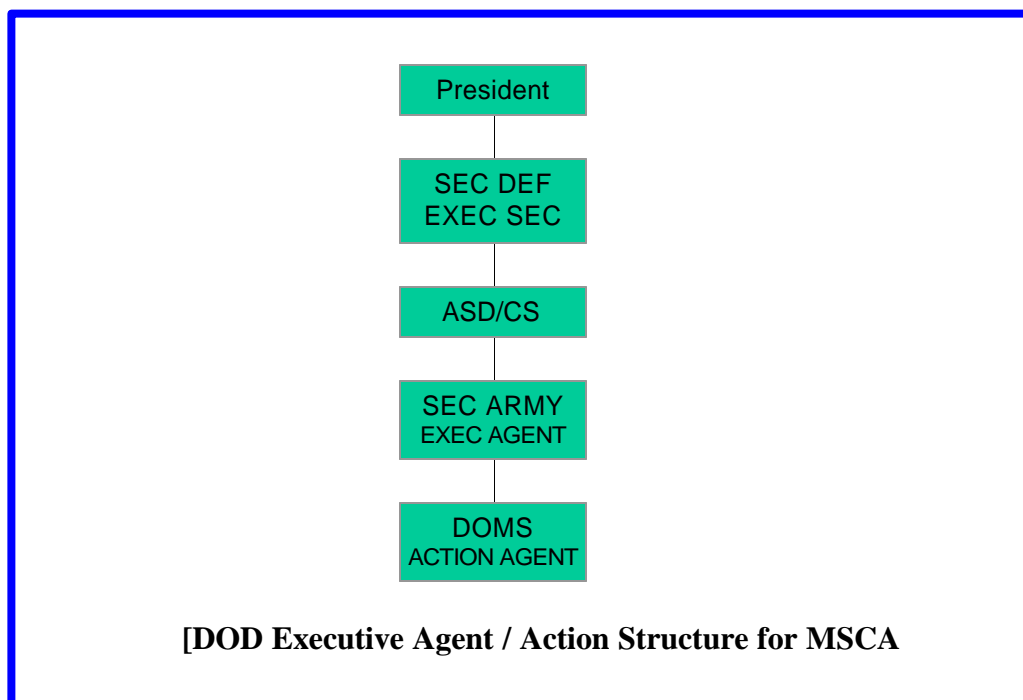 President
SEC DEF
EXEC SEC
ASD/CS
SEC ARMY
EXEC AGENT
DOMS
ACTION AGENT
[DOD Executive Agent / Action Structure for MSCA